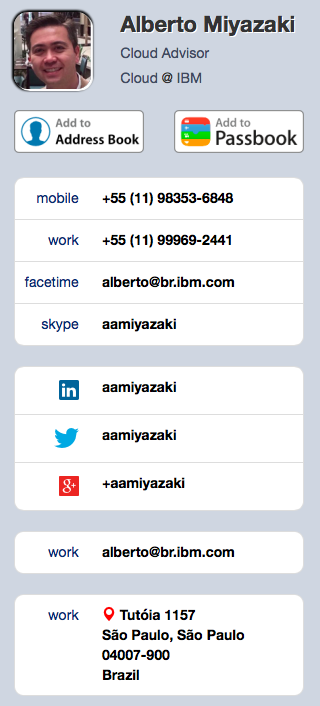 Alberto Miyazaki
Cloud Advisor
Cloud @ IBM
Add to
Address Book
Add to
Passbook
mobile +55 (11) 98353-6848
work +55 (11) 99969-2441
facetime alberto@br.ibm.com
skype aamiyazaki
in aamiyazaki
aamiyazaki
g+ +aamiyazaki
work alberto@br.ibm.com
work Tutóia 1157
São Paulo, São Paulo
04007-900
Brazil